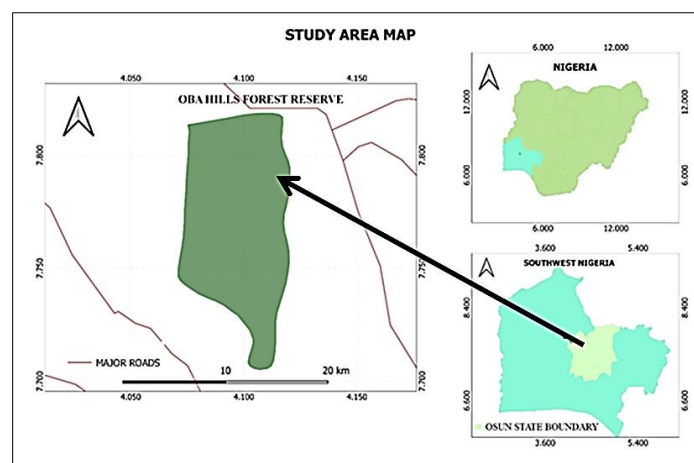 STUDY AREA MAP
4.050 4.100 4.150
OBA HILLS FOREST RESERVE
7.800 7.800
7.750 7.750
7.700 7.700
MAJOR ROADS
10 20 km
4.050 4.100 4.150
6.000 12.000
NIGERIA
12.000 12.000
6.000 6.000
6.000 12.000
3.600 5.400
SOUTHWEST NIGERIA
8.400 8.400
6.600 6.600
OSUN STATE BOUNDARY
3.600 5.400